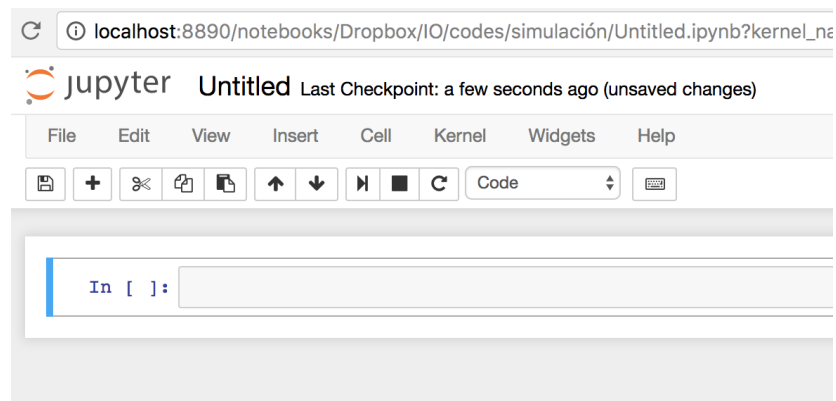 localhost:8890/notebooks/Dropbox/IO/codes/simulación/Untitled.ipynb?kernel_na
jupyter Untitled Last Checkpoint: a few seconds ago (unsaved changes)
File Edit View Insert Cell Kernel Widgets Help
Code
In [ ]: